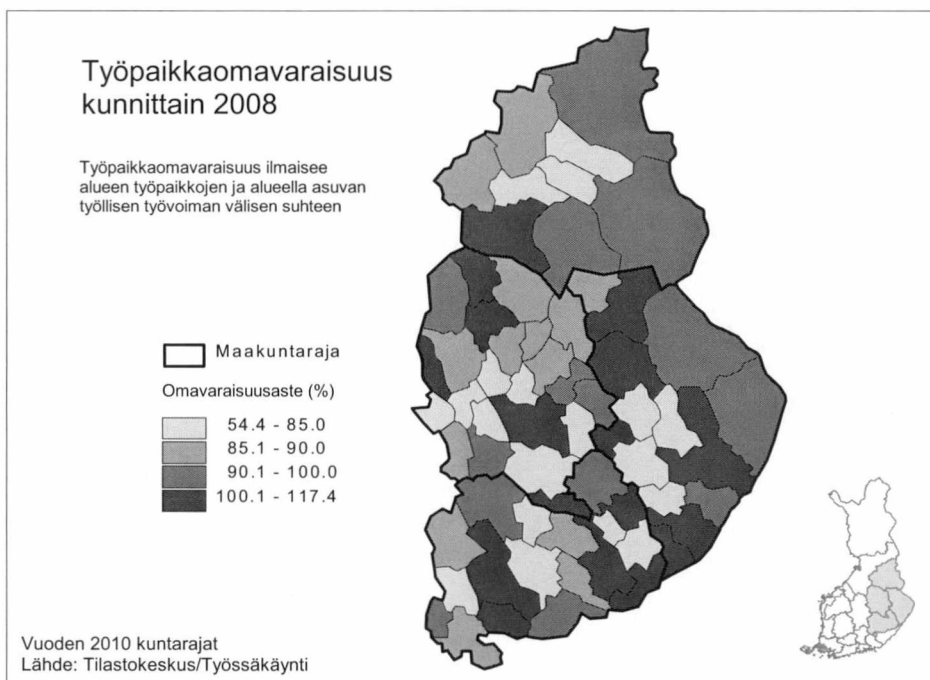 Työpaikkaomavaraisuus
kunnittain 2008
Työpaikkaomavaraisuus ilmaisee
alueen työpaikkojen ja alueella asuvan
työllisen työvoiman välisen suhteen
Maakuntaraja
Omavaraisuusaste (%)
54.4 - 85.0
85.1 - 90.0
90.1 - 100.0
100.1 - 117.4
Vuoden 2010 kuntarajat
Lähde: Tilastokeskus/Työssäkäynti